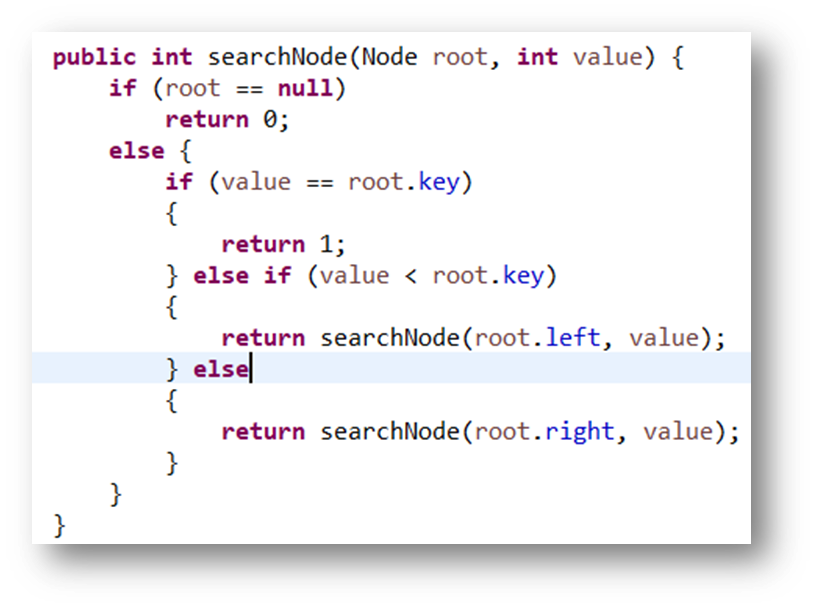 public int searchNode(Node root, int value) {
    if (root == null)
        return 0;
    else {
        if (value == root.key)
        {
            return 1;
        } else if (value < root.key)
        {
            return searchNode(root.left, value);
        } else
        {
            return searchNode(root.right, value);
        }
    }
}